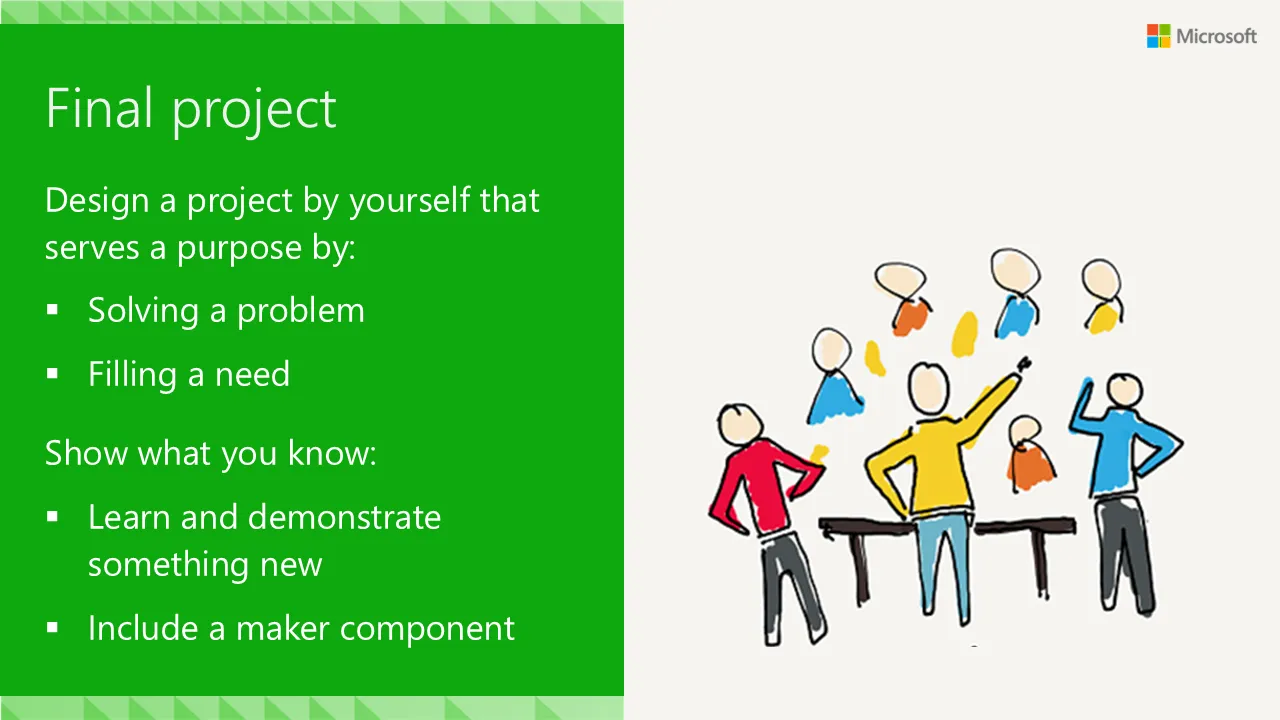 Microsoft
Final project
Design a project by yourself that
serves a purpose by:
▪ Solving a problem
▪ Filling a need
Show what you know:
▪ Learn and demonstrate
something new
▪ Include a maker component